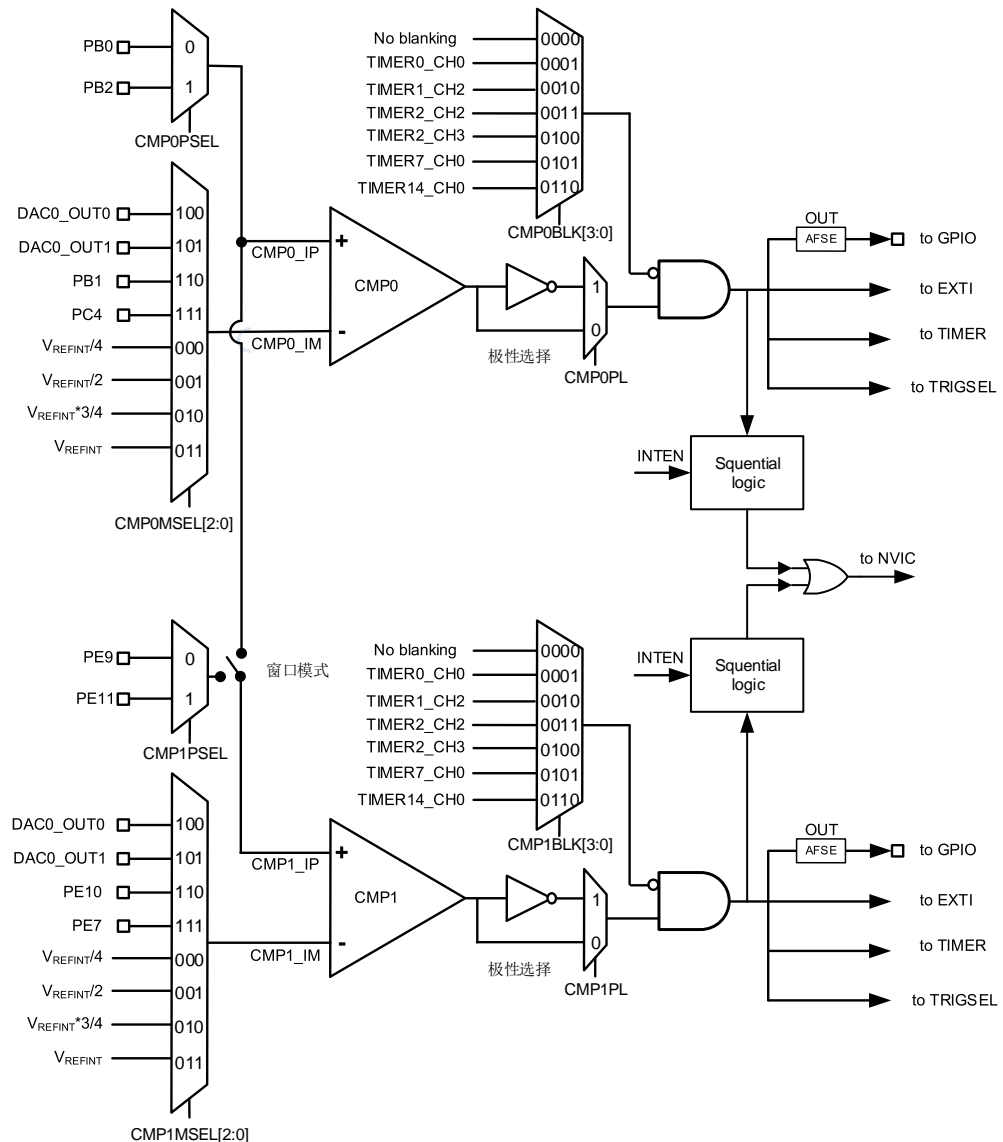 PB0
0
PB2
1
CMP0PSEL
DAC0_OUT0
100
DAC0_OUT1
101
PB1
110
PC4
111
VREFINT/4
000
VREFINT/2
001
VREFINT*3/4
010
VREFINT
011
CMP0MSEL[2:0]
CMP0_IP
CMP0_IM
+
-
CMP0
No blanking
0000
TIMER0_CH0
0001
TIMER1_CH2
0010
TIMER2_CH2
0011
TIMER2_CH3
0100
TIMER7_CH0
0101
TIMER14_CH0
0110
CMP0BLK[3:0]
1
0
极性选择
CMP0PL
OUT
AFSE
to GPIO
to EXTI
to TIMER
to TRIGSEL
INTEN
Squential
logic
to NVIC
PE9
0
PE11
1
CMP1PSEL
窗口模式
DAC0_OUT0
100
DAC0_OUT1
101
PE10
110
PE7
111
VREFINT/4
000
VREFINT/2
001
VREFINT*3/4
010
VREFINT
011
CMP1MSEL[2:0]
CMP1_IP
CMP1_IM
+
-
CMP1
No blanking
0000
TIMER0_CH0
0001
TIMER1_CH2
0010
TIMER2_CH2
0011
TIMER2_CH3
0100
TIMER7_CH0
0101
TIMER14_CH0
0110
CMP1BLK[3:0]
1
0
极性选择
CMP1PL
INTEN
Squential
logic
OUT
AFSE
to GPIO
to EXTI
to TIMER
to TRIGSEL